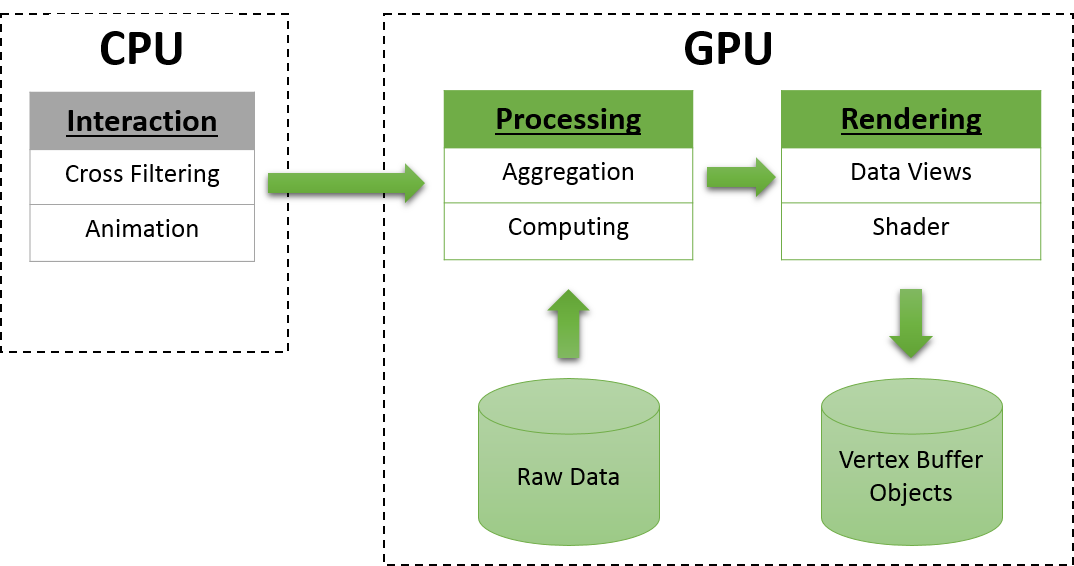 CPU
Interaction
Cross Filtering
Animation
GPU
Processing
Aggregation
Computing
Rendering
Data Views
Shader
Raw Data
Vertex Buffer
Objects